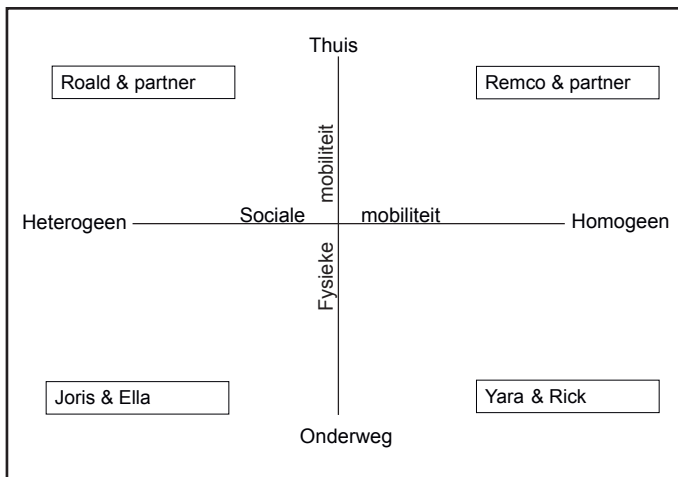 Thuis
Roald & partner
Remco & partner
mobiliteit
Heterogeen
Sociale
mobiliteit
Homogeen
Fysieke
Joris & Ella
Yara & Rick
Onderweg